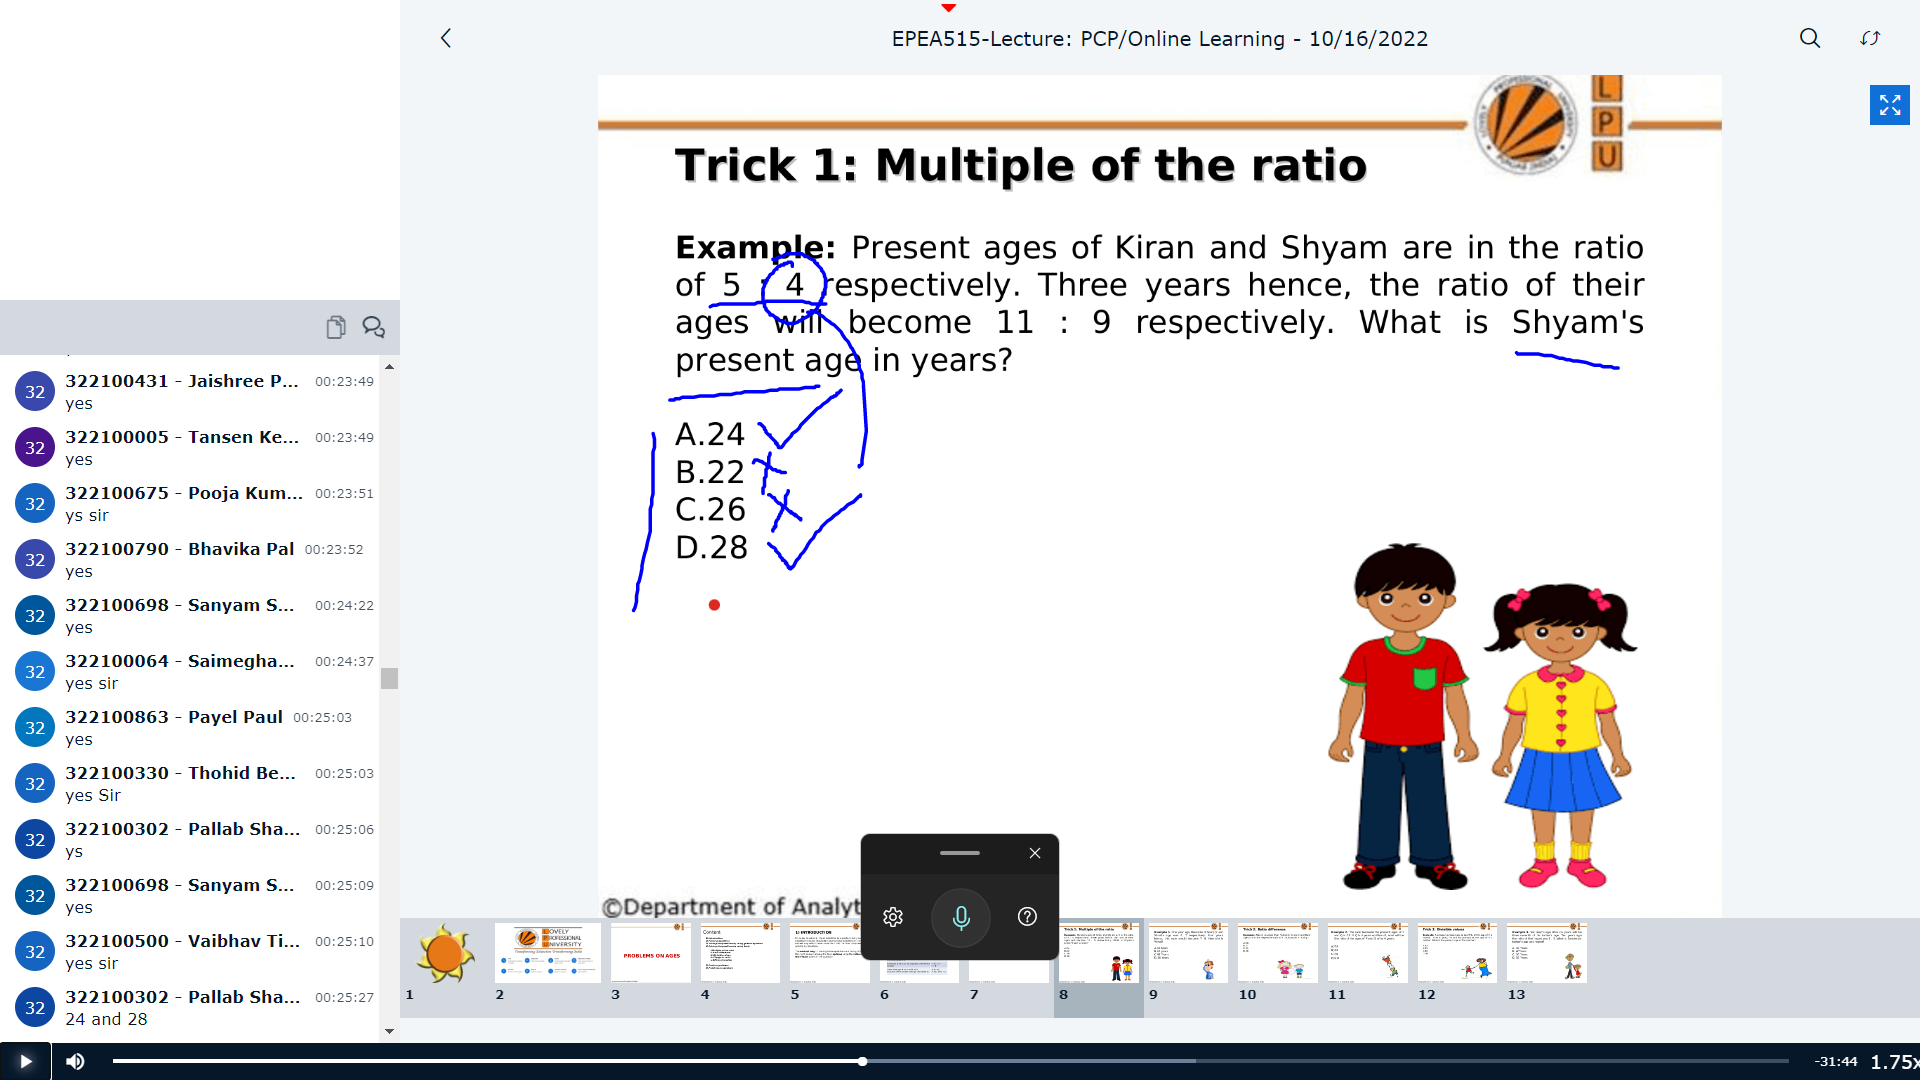 EPEA515-Lecture: PCP/Online Learning - 10/16/2022
L
P
U
Trick 1: Multiple of the ratio
Example: Present ages of Kiran and Shyam are in the ratio
of 5 : 4 respectively. Three years hence, the ratio of their
ages will become 11 : 9 respectively. What is Shyam's
present age in years?
A.24
B.22
C.26
D.28
©Department of Analyt
322100431 - Jaishree P... 00:23:49
yes
322100005 - Tansen Ke... 00:23:49
yes
322100675 - Pooja Kum... 00:23:51
ys sir
322100790 - Bhavika Pal 00:23:52
yes
322100698 - Sanyam S... 00:24:22
yes
322100064 - Saimegha... 00:24:37
yes sir
322100863 - Payel Paul 00:25:03
yes
322100330 - Thohid Be... 00:25:03
yes Sir
322100302 - Pallab Sha... 00:25:06
ys
322100698 - Sanyam S... 00:25:09
yes
322100500 - Vaibhav Ti... 00:25:10
yes sir
322100302 - Pallab Sha... 00:25:27
24 and 28
32
32
32
32
32
32
32
32
32
32
32
32
LOVELY
PROFESSIONAL
UNIVERSITY
PROBLEMS ON AGES
Content
1 2 3 4 5 6 7 8 9 10 11 12 13
-31:44 1.75x